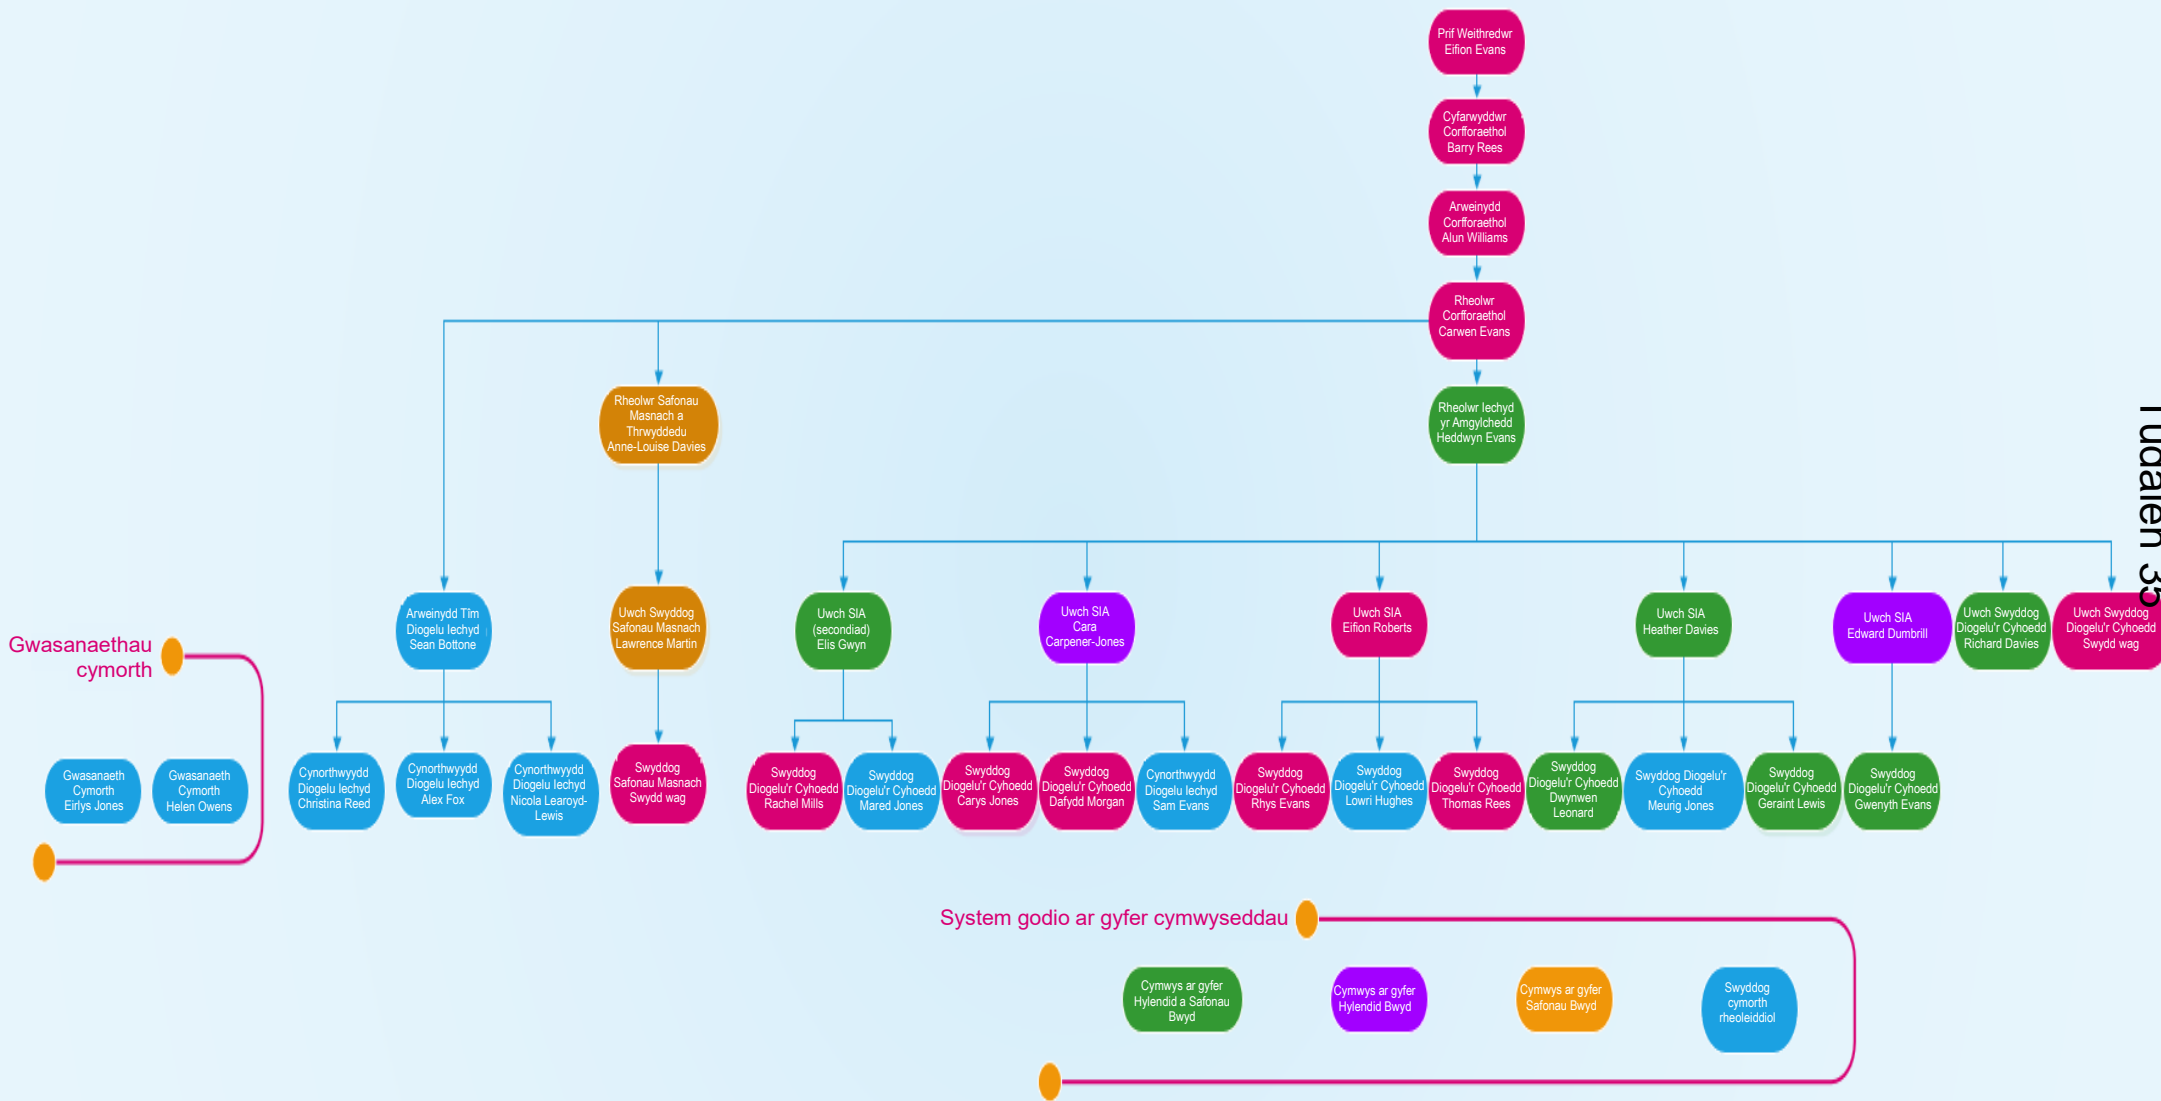 Prif Weithredwr
Eifion Evans
Cyfarwyddwr
Corfforaethol
Barry Rees
Arweinydd
Corfforaethol
Alun Williams
Rheolwr
Corfforaethol
Carwen Evans
Rheolwr Safonau
Masnach a
Thrwyddedu
Anne-Louise Davies
Rheolwr Iechyd
yr Amgylchedd
Heddwyn Evans
Tudalen 35
Arweinydd Tîm
Diogelu Iechyd
Sean Bottone
Uwch Swyddog
Safonau Masnach
Lawrence Martin
Uwch SIA
(secondiad)
Elis Gwyn
Uwch SIA
Cara
Carpener-Jones
Uwch SIA
Eifion Roberts
Uwch SIA
Heather Davies
Uwch SIA
Edward Dumbrill
Uwch Swyddog
Diogelu'r Cyhoedd
Richard Davies
Uwch Swyddog
Diogelu'r Cyhoedd
Swydd wag
Gwasanaethau
cymorth
Gwasanaeth
Cymorth
Eirlys Jones
Gwasanaeth
Cymorth
Helen Owens
Cynorthwyydd
Diogelu Iechyd
Christina Reed
Cynorthwyydd
Diogelu Iechyd
Alex Fox
Cynorthwyydd
Diogelu Iechyd
Nicola Learoyd-
Lewis
Swyddog
Safonau Masnach
Swydd wag
Swyddog
Diogelu'r Cyhoedd
Rachel Mills
Swyddog
Diogelu'r Cyhoedd
Mared Jones
Swyddog
Diogelu'r Cyhoedd
Carys Jones
Swyddog
Diogelu'r Cyhoedd
Dafydd Morgan
Cynorthwyydd
Diogelu Iechyd
Sam Evans
Swyddog
Diogelu'r Cyhoedd
Rhys Evans
Swyddog
Diogelu'r Cyhoedd
Lowri Hughes
Swyddog
Diogelu'r Cyhoedd
Thomas Rees
Swyddog
Diogelu'r Cyhoedd
Dwynwen
Leonard
Swyddog Diogelu'r
Cyhoedd
Meurig Jones
Swyddog
Diogelu'r Cyhoedd
Geraint Lewis
Swyddog
Diogelu'r Cyhoedd
Gwenyth Evans
System godio ar gyfer cymwyseddau
Cymwys ar gyfer
Hylendid a Safonau
Bwyd
Cymwys ar gyfer
Hylendid Bwyd
Cymwys ar gyfer
Safonau Bwyd
Swyddog
cymorth
rheoleiddiol